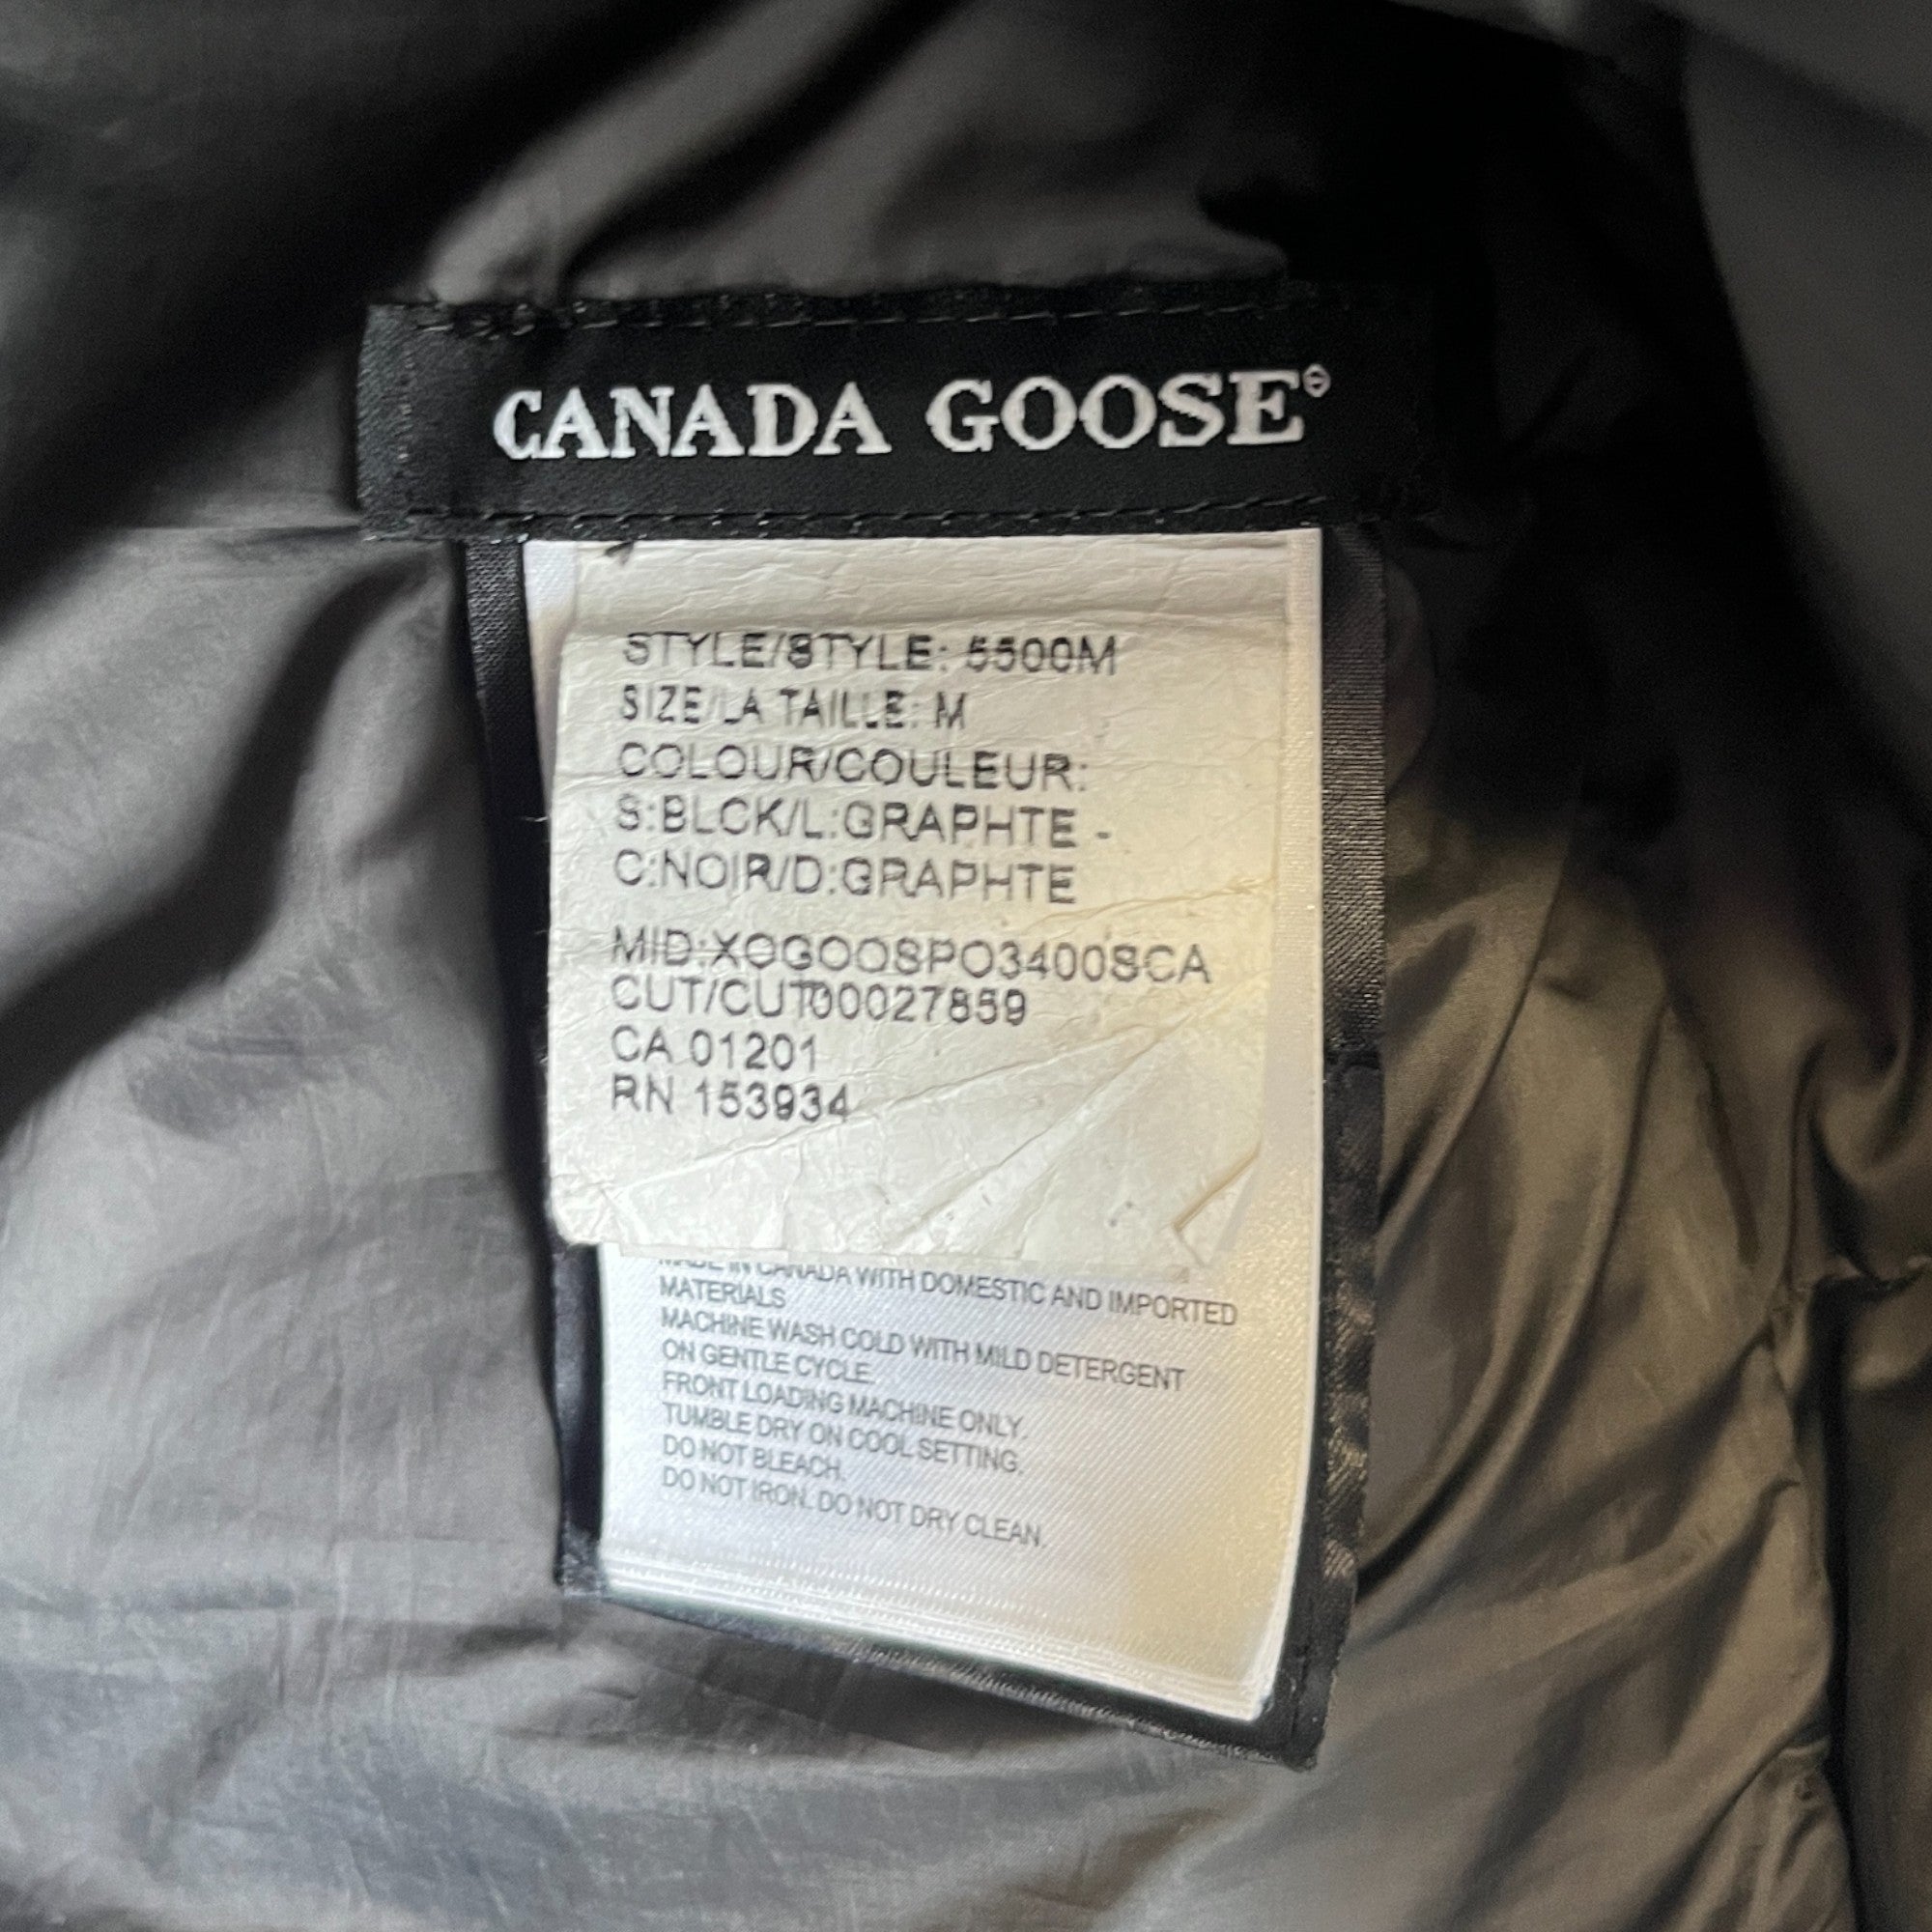 CANADA GOOSE®
STYLE/STYLE: 5500M
SIZE/LA TAILLE: M
COLOUR/COULEUR:
S:BLCK/L:GRAPHTE -
C:NOIR/D:GRAPHTE
MID:XOGOOSPO3400SCA
CUT/CUT00027859
CA 01201
RN 153934
MADE IN CANADA WITH DOMESTIC AND IMPORTED
MATERIALS
MACHINE WASH COLD WITH MILD DETERGENT
ON GENTLE CYCLE.
FRONT LOADING MACHINE ONLY.
TUMBLE DRY ON COOL SETTING.
DO NOT BLEACH.
DO NOT IRON. DO NOT DRY CLEAN.